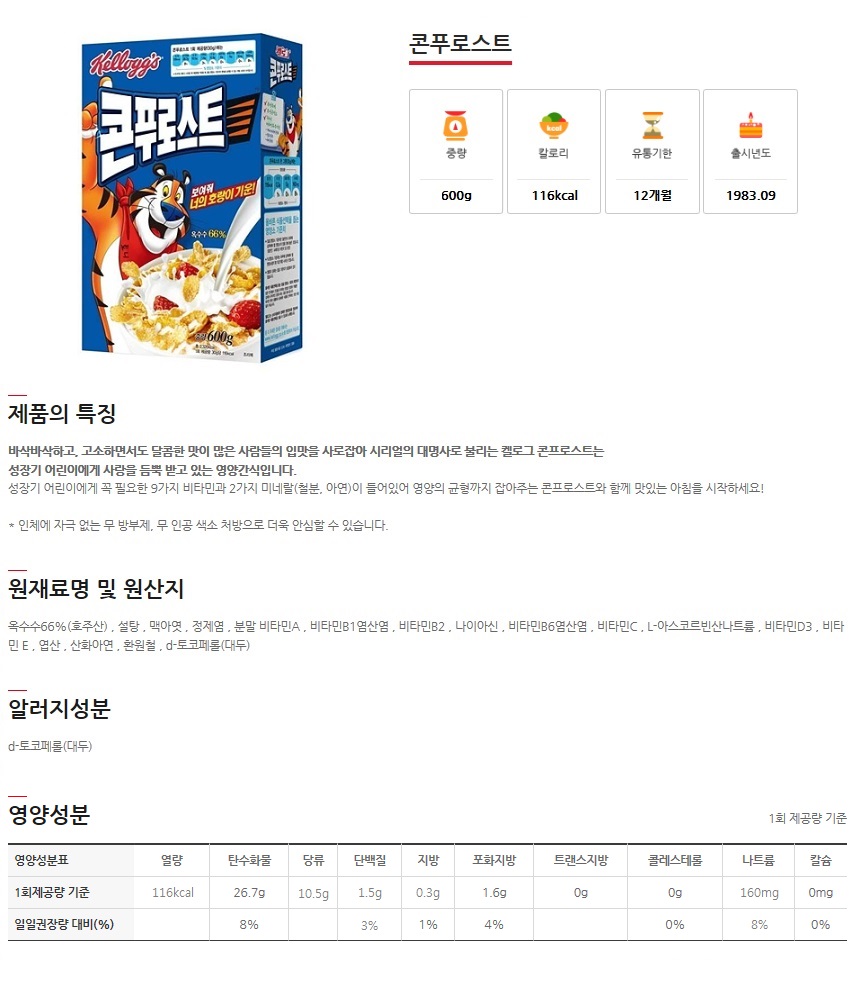 콘푸로스트
Kellogg's
콘푸로스트
보여줘
너의 호랑이 기운!
옥수수 66%
600g
중량
칼로리
유통기한
출시년도
kcal
600g
116kcal
12개월
1983.09
제품의 특징
바삭바삭하고, 고소하면서도 달콤한 맛이 많은 사람들의 입맛을 사로잡아 시리얼의 대명사로 불리는 켈로그 콘프로스트는
성장기 어린이에게 사랑을 듬뿍 받고 있는 영양간식입니다.
성장기 어린이에게 꼭 필요한 9가지 비타민과 2가지 미네랄(철분, 아연)이 들어있어 영양의 균형까지 잡아주는 콘프로스트와 함께 맛있는 아침을 시작하세요!
* 인체에 자극 없는 무 방부제, 무 인공 색소 처방으로 더욱 안심할 수 있습니다.
원재료명 및 원산지
옥수수66%(호주산) , 설탕 , 맥아엿 , 정제염 , 분말 비타민A , 비타민B1염산염 , 비타민B2 , 나이아신 , 비타민B6염산염 , 비타민C , L-아스코르빈산나트륨 , 비타민D3 , 비타
민 E , 엽산 , 산화아연 , 환원철 , d-토코페롤(대두)
알러지성분
d-토코페롤(대두)
영양성분
1회 제공량 기준
영양성분표 열량 탄수화물 당류 단백질 지방 포화지방 트랜스지방 콜레스테롤 나트륨 칼슘
1회제공량 기준 116kcal 26.7g 10.5g 1.5g 0.3g 1.6g 0g 0g 160mg 0mg
일일권장량 대비(%) 8% 3% 1% 4% 0% 8% 0%